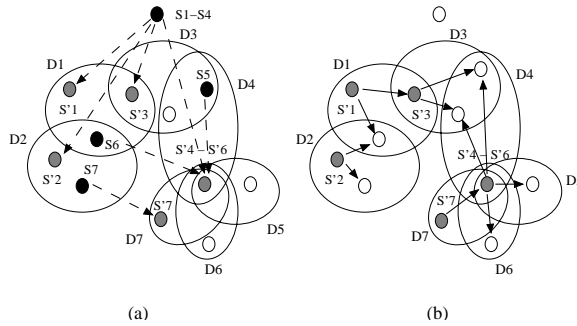 S1–S4
D3
D1
D4
S5
S'1
S'3
D2
S6
S'4 – S'6
S7
S'2
S'7
D7
D5
D6
(a)
D3
D1
D4
S'1
S'3
D2
S'4 – S'6
S'2
D7
S'7
D6
(b)